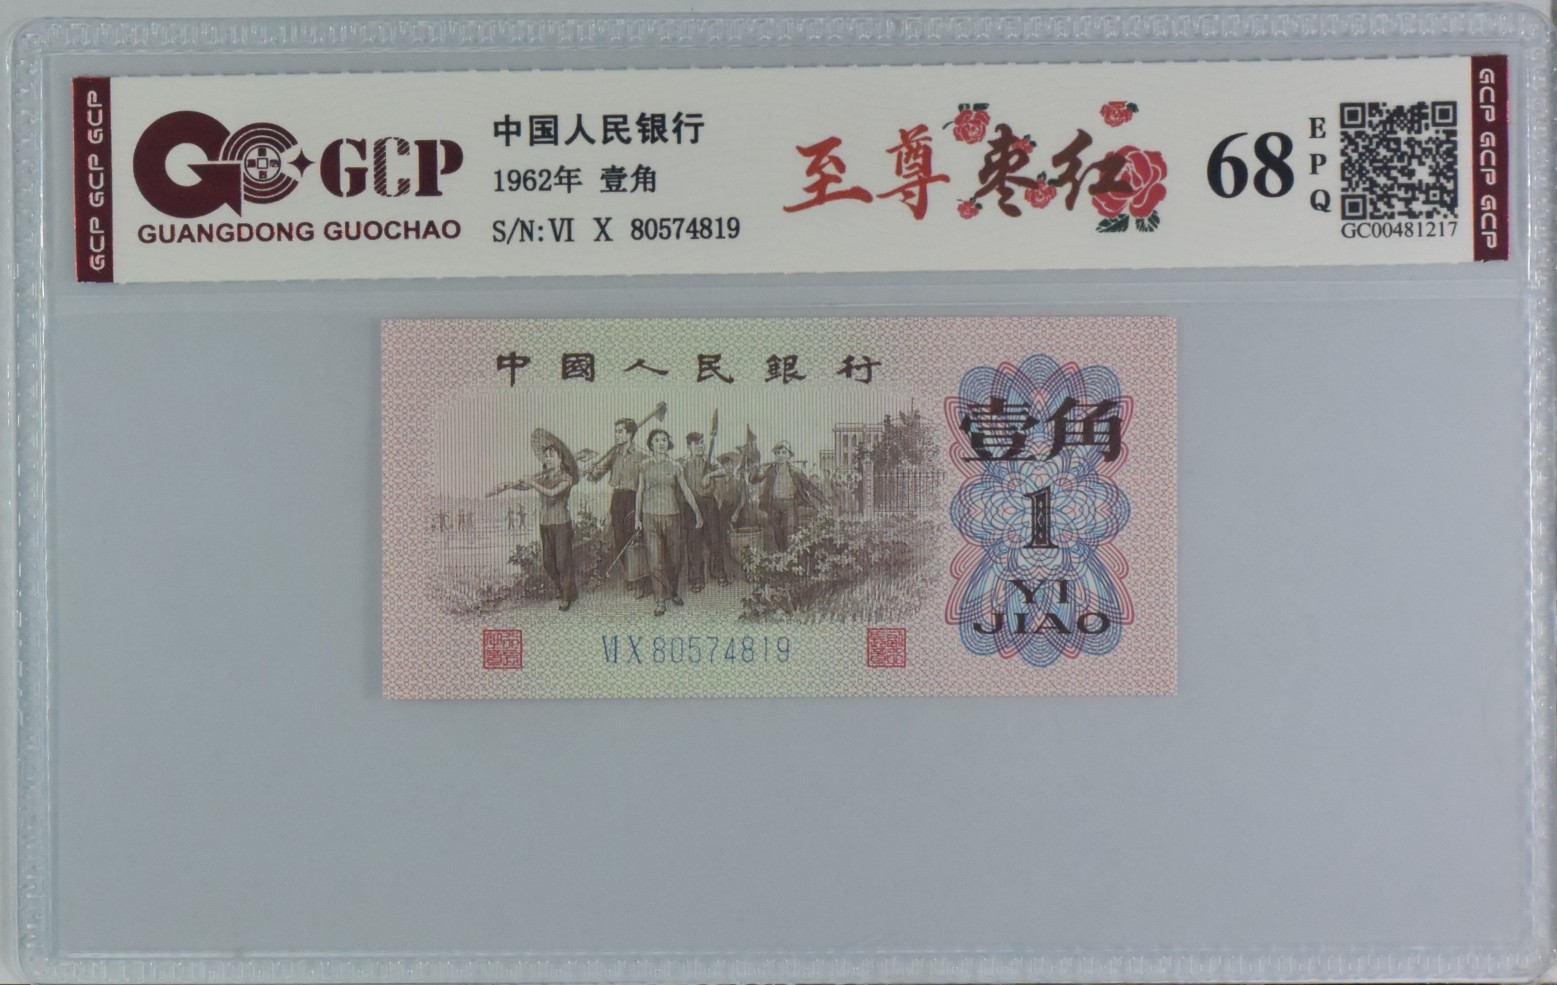 GCP GCP GCP
GCP
GUANGDONG GUOCHAO
中国人民银行
1962年 壹角
S/N: VI X 80574819
至尊枣红
68
EPQ
GC00481217
GCP GCP GCP
中國人民銀行
壹角
1
YI
JIAO
VI X 80574819